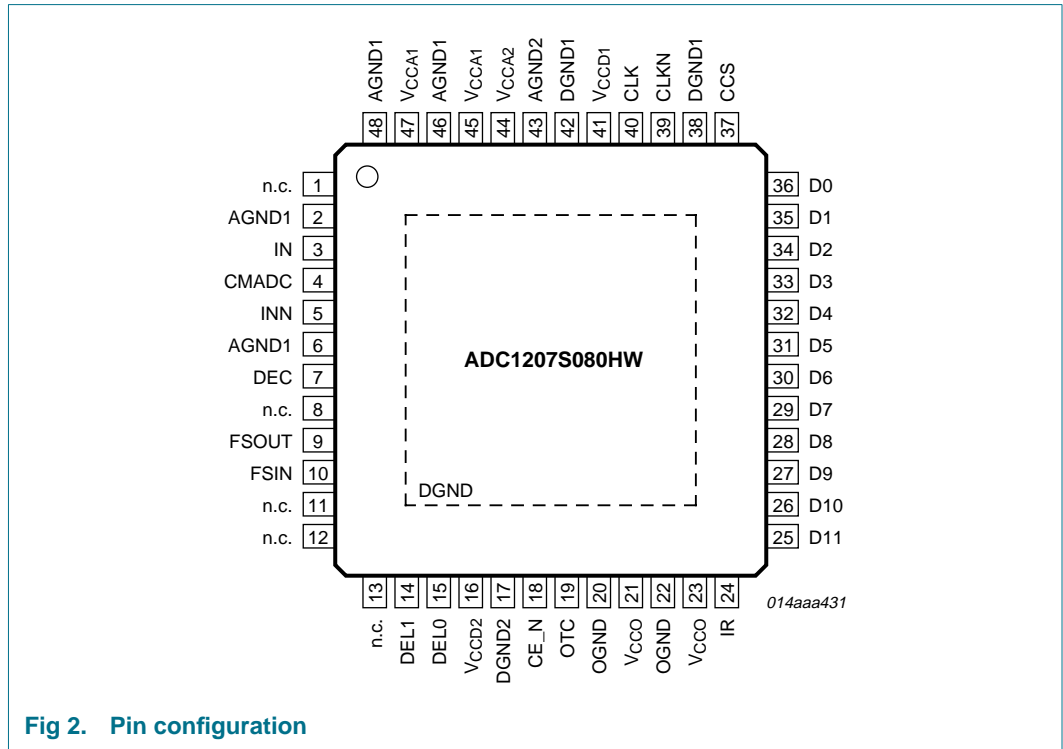 AGND1 VCCA1 AGND1 VCCA1 VCCA2 AGND2 DGND1 VCCD1 CLK CLKN DGND1 CCS
48 47 46 45 44 43 42 41 40 39 38 37
n.c. 1
AGND1 2
IN 3
CMADC 4
INN 5
AGND1 6
DEC 7
n.c. 8
FSOUT 9
FSIN 10
n.c. 11
n.c. 12
ADC1207S080HW
DGND
36 D0
35 D1
34 D2
33 D3
32 D4
31 D5
30 D6
29 D7
28 D8
27 D9
26 D10
25 D11
13 14 15 16 17 18 19 20 21 22 23 24
n.c. DEL1 DEL0 VCCD2 DGND2 CE_N OTC OGND VCCO OGND VCCO IR
014aaa431
Fig 2. Pin configuration